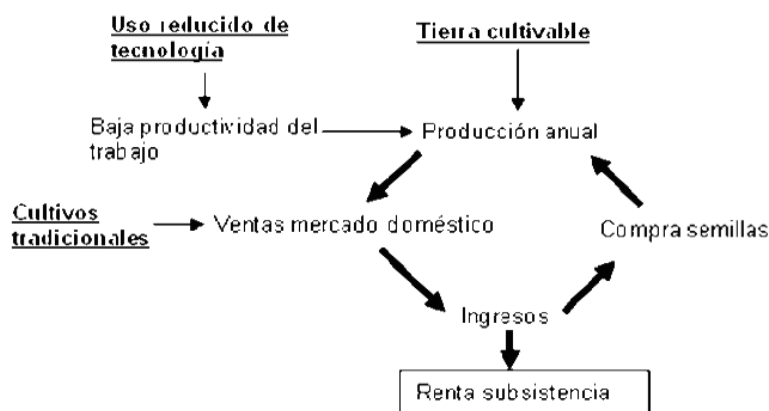 Uso reducido de
tecnología
Tierra cultivable
Baja productividad del
trabajo
Producción anual
Cultivos
tradicionales
Ventas mercado doméstico
Compra semillas
Ingresos
Renta subsistencia